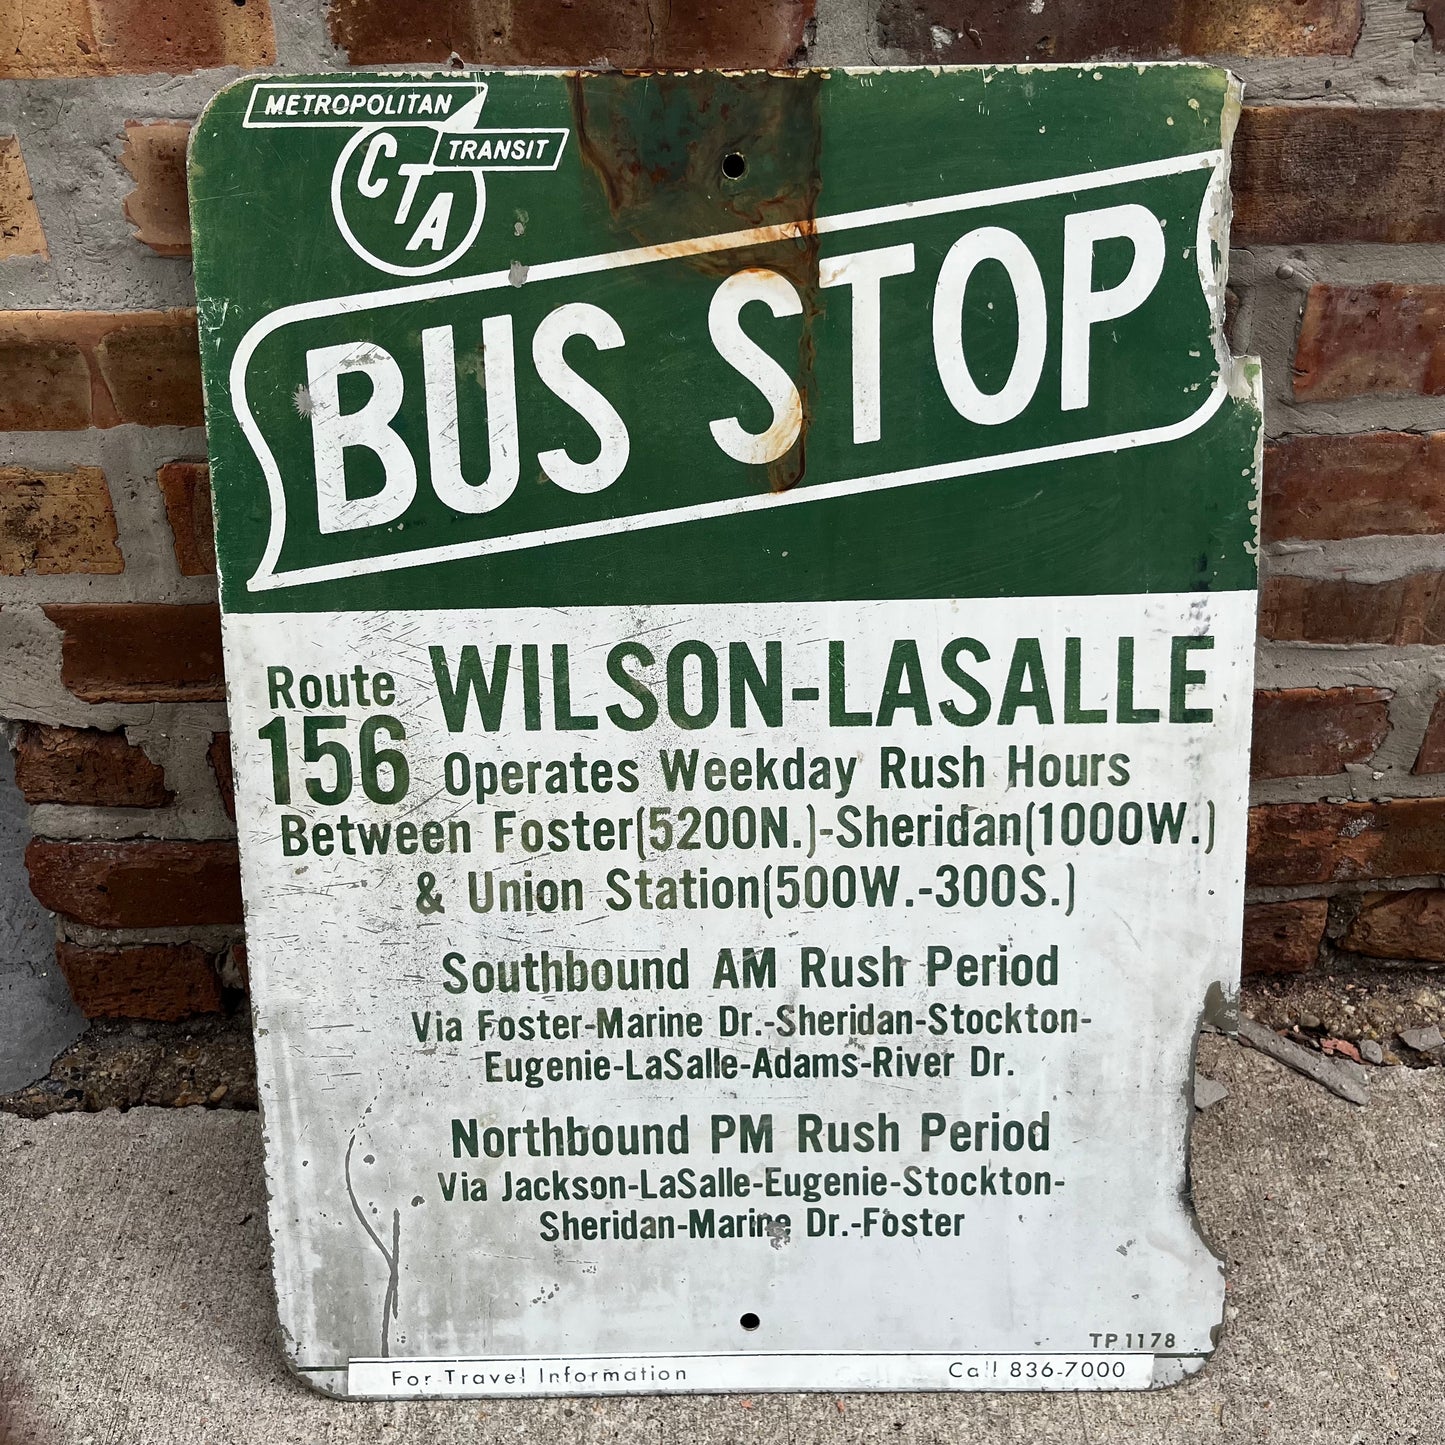 METROPOLITAN
TRANSIT
CTA
BUS STOP
Route
156
WILSON-LASALLE
Operates Weekday Rush Hours
Between Foster(5200N.)-Sheridan(1000W.)
& Union Station(500W.-300S.)
Southbound AM Rush Period
Via Foster-Marine Dr.-Sheridan-Stockton-
Eugenie-LaSalle-Adams-River Dr.
Northbound PM Rush Period
Via Jackson-LaSalle-Eugenie-Stockton-
Sheridan-Marine Dr.-Foster
TP 1178
For Travel Information Call 836-7000